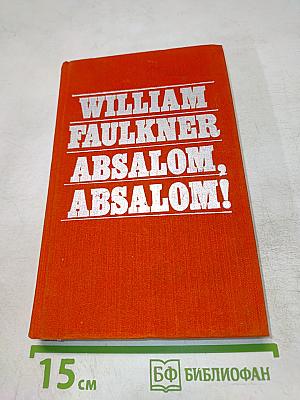 WILLIAM
FAULKNER
ABSALOM,
ABSALOM!
15 см
БФ БИБЛИОФАН